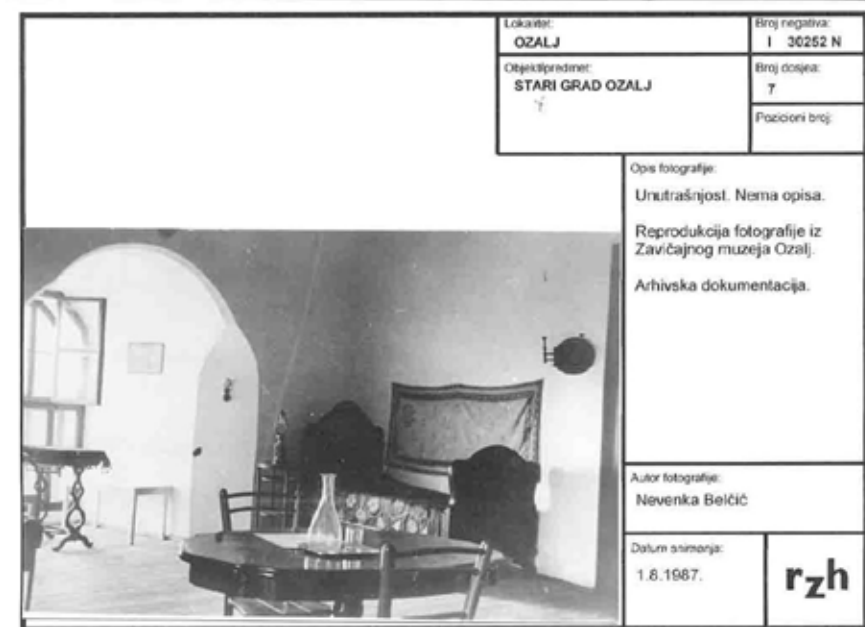 Lokalitet:
OZALJ
Broj negativa:
I 30252 N
Objekt/predmet:
STARI GRAD OZALJ
Broj dosjea:
7
Pozicioni broj:
Opis fotografije:
Unutrašnjost. Nema opisa.
Reprodukcija fotografije iz
Zavičajnog muzeja Ozalj.
Arhivska dokumentacija.
Autor fotografije:
Nevenka Belčić
Datum snimanja:
1.8.1987.
rzh